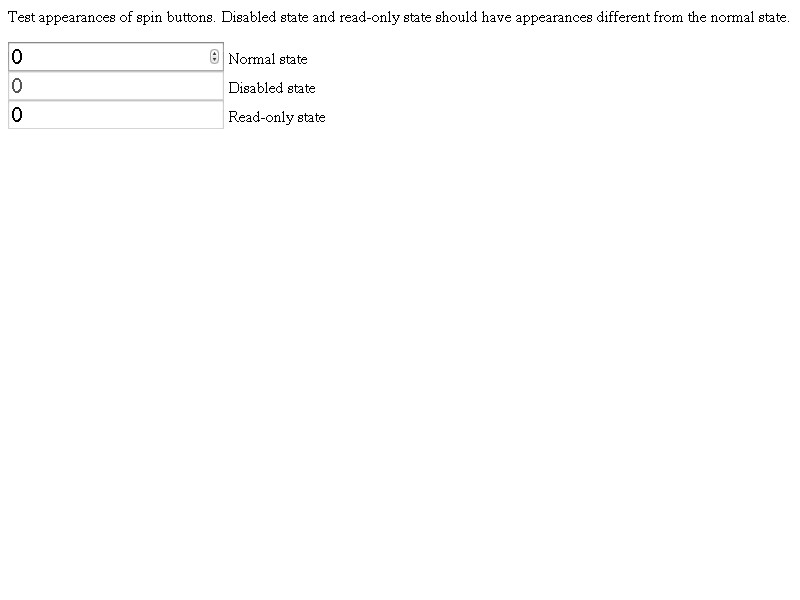 Test appearances of spin buttons. Disabled state and read-only state should have appearances different from the normal state.
0 Normal state
0 Disabled state
0 Read-only state